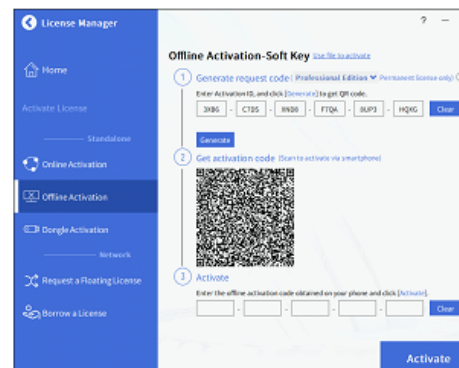 License Manager
? —
Home
Activate License
Standalone
Online Activation
Offline Activation
Dongle Activation
Network
Request a Floating License
Borrow a License
Offline Activation-Soft Key Use file to activate
1 Generate request code ( Professional Edition Permanent license only)
Enter Activation ID, and click [Generate] to get QR code.
- CTDS - - FTQA - - HQXG Clear
Generate
2 Get activation code (Scan to activate via smartphone)
3 Activate
Enter the offline activation code obtained on your phone and click [Activate].
- - - - - Clear
Activate